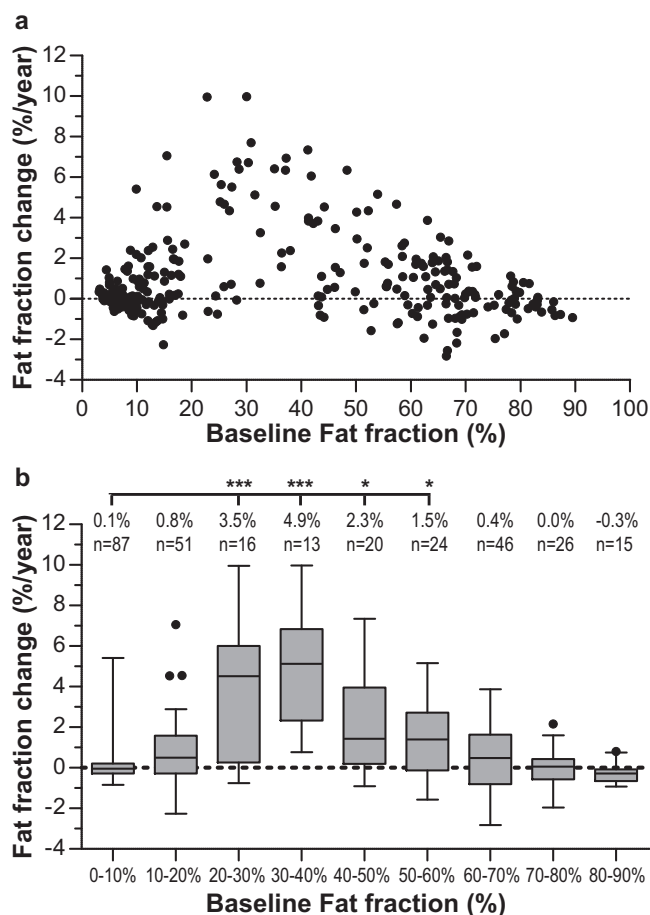 a
Fat fraction change (%/year)
12
10
8
6
4
2
0
-2
-4
0 10 20 30 40 50 60 70 80 90 100
Baseline Fat fraction (%)
b
*** *** * *
0.1% 0.8% 3.5% 4.9% 2.3% 1.5% 0.4% 0.0% -0.3%
n=87 n=51 n=16 n=13 n=20 n=24 n=46 n=26 n=15
Fat fraction change (%/year)
12
10
8
6
4
2
0
-2
-4
0-10% 10-20% 20-30% 30-40% 40-50% 50-60% 60-70% 70-80% 80-90%
Baseline Fat fraction (%)